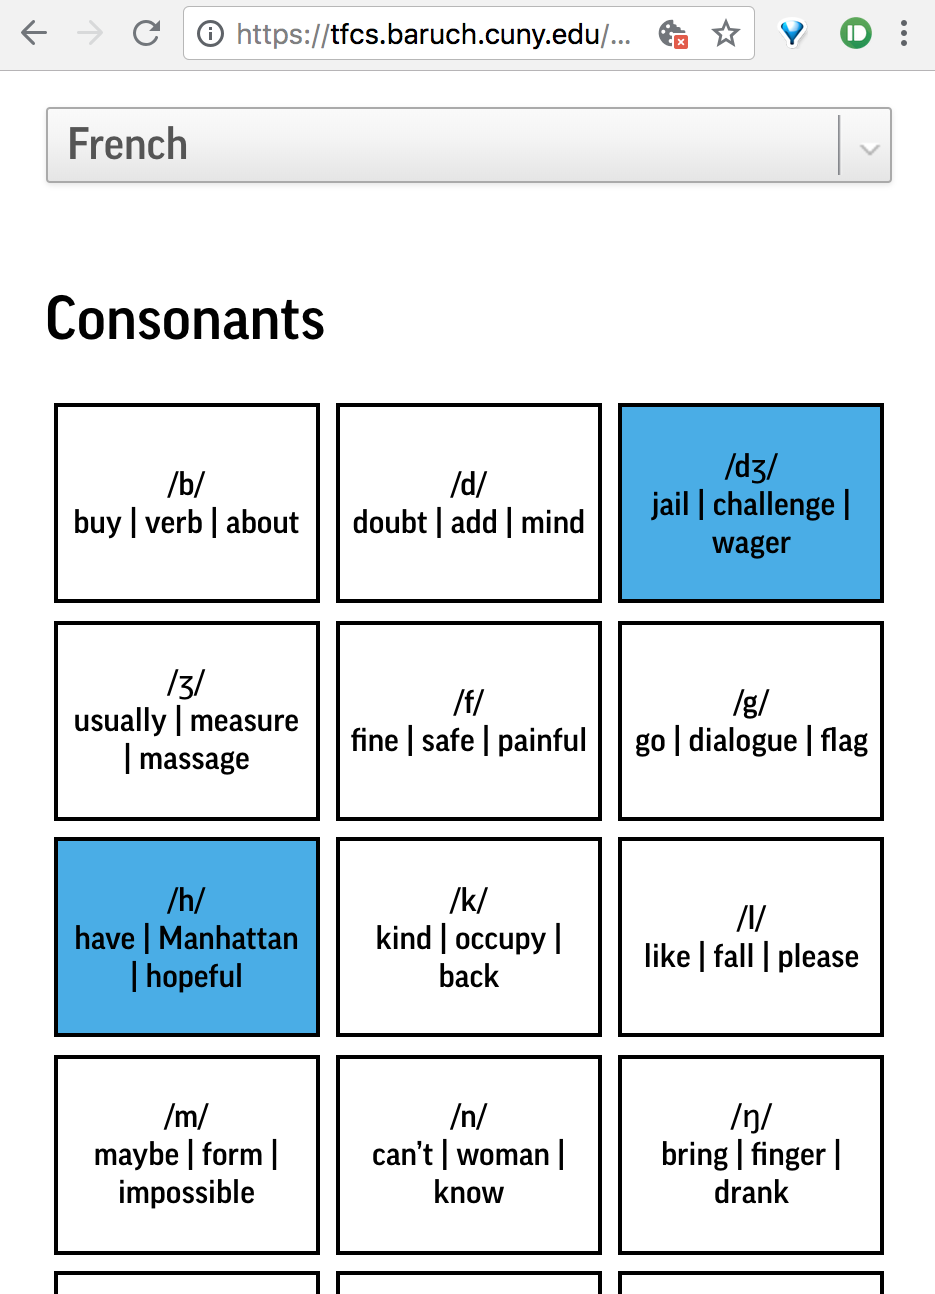 https://tfcs.baruch.cuny.edu/...
French
Consonants
/b/
buy | verb | about
/d/
doubt | add | mind
/dʒ/
jail | challenge |
wager
/ʒ/
usually | measure
| massage
/f/
fine | safe | painful
/g/
go | dialogue | flag
/h/
have | Manhattan
| hopeful
/k/
kind | occupy |
back
/l/
like | fall | please
/m/
maybe | form |
impossible
/n/
can’t | woman |
know
/ŋ/
bring | finger |
drank